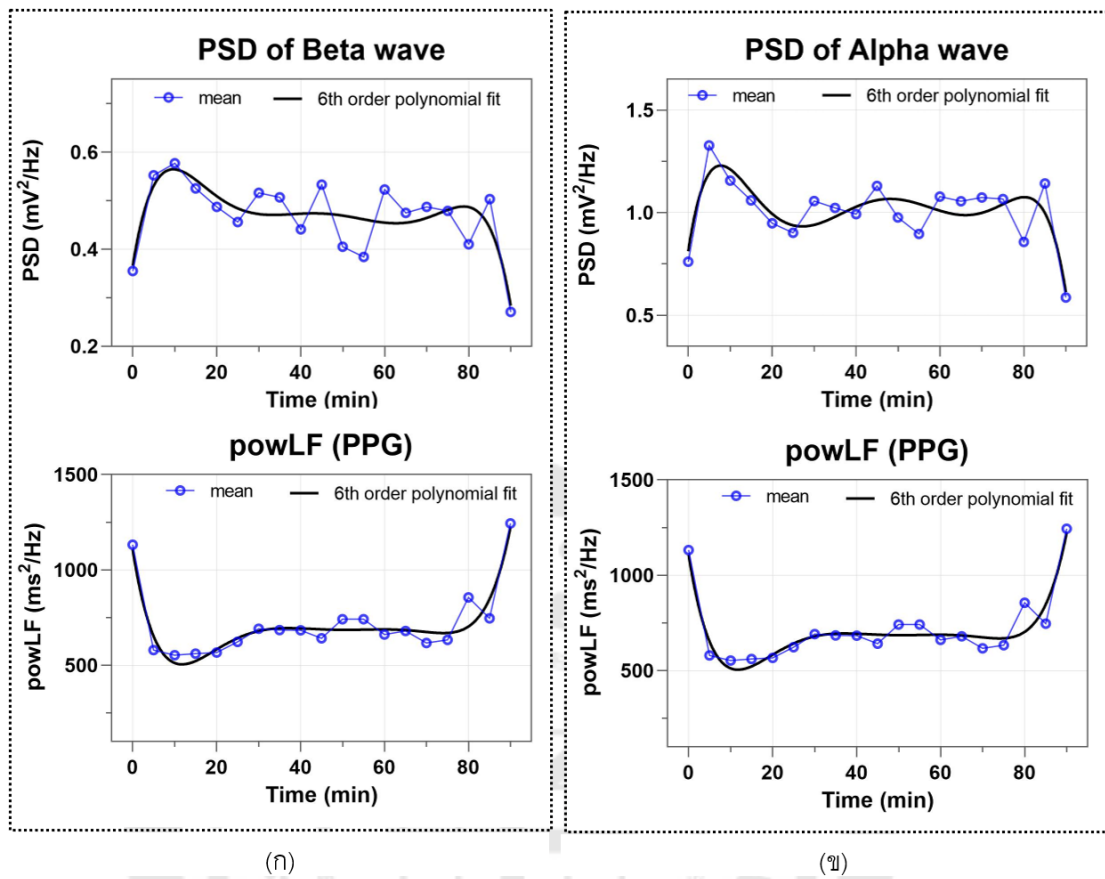 PSD of Beta wave
mean
6th order polynomial fit
PSD (mV²/Hz)
0.6
0.4
0.2
0 20 40 60 80
Time (min)
powLF (PPG)
mean
6th order polynomial fit
powLF (ms²/Hz)
1500
1000
500
0 20 40 60 80
Time (min)
(ก)
PSD of Alpha wave
mean
6th order polynomial fit
PSD (mV²/Hz)
1.5
1.0
0.5
0 20 40 60 80
Time (min)
powLF (PPG)
mean
6th order polynomial fit
powLF (ms²/Hz)
1500
1000
500
0 20 40 60 80
Time (min)
(ข)